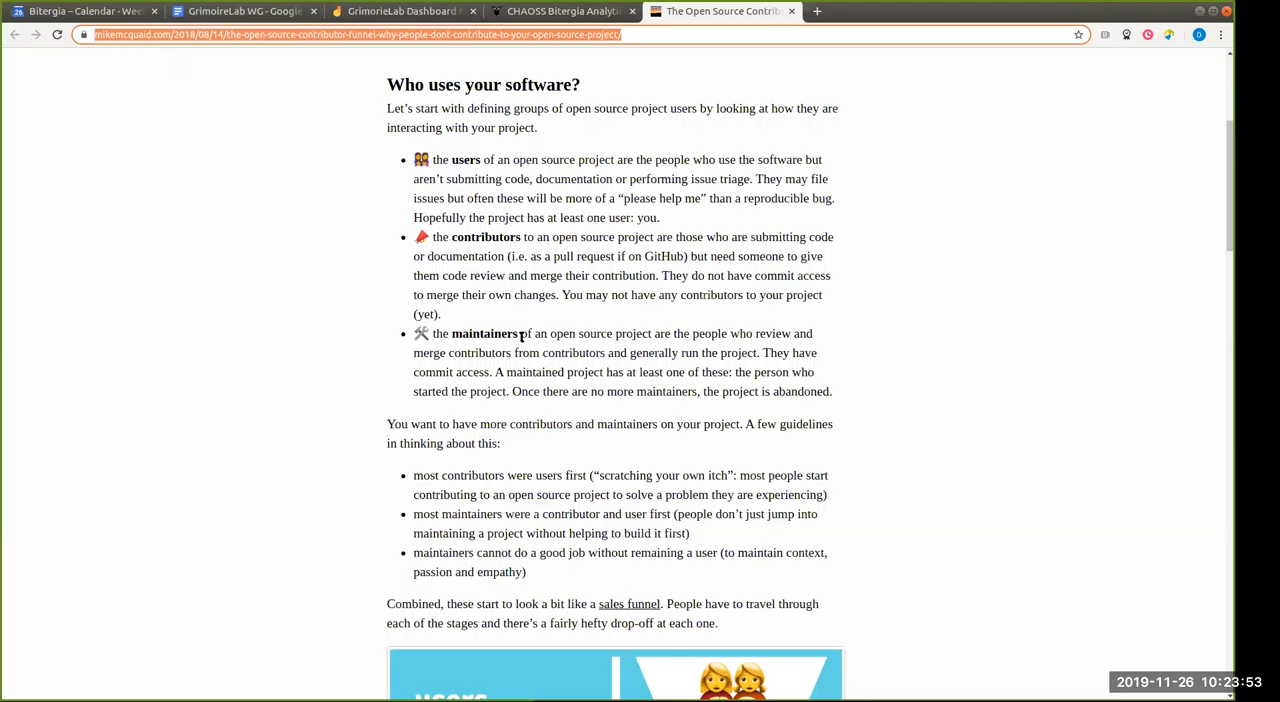 Bitergia – Calendar - Wee
GrimoireLab WG - Google
GrimorieLab Dashboard
CHAOSS Bitergia Analyti
The Open Source Contrib
mikemcquaid.com/2018/08/14/the-open-source-contributor-funnel-why-people-dont-contribute-to-your-open-source-project/
Who uses your software?
Let’s start with defining groups of open source project users by looking at how they are
interacting with your project.
the users of an open source project are the people who use the software but
aren’t submitting code, documentation or performing issue triage. They may file
issues but often these will be more of a “please help me” than a reproducible bug.
Hopefully the project has at least one user: you.
the contributors to an open source project are those who are submitting code
or documentation (i.e. as a pull request if on GitHub) but need someone to give
them code review and merge their contribution. They do not have commit access
to merge their own changes. You may not have any contributors to your project
(yet).
the maintainers of an open source project are the people who review and
merge contributors from contributors and generally run the project. They have
commit access. A maintained project has at least one of these: the person who
started the project. Once there are no more maintainers, the project is abandoned.
You want to have more contributors and maintainers on your project. A few guidelines
in thinking about this:
most contributors were users first (“scratching your own itch”: most people start
contributing to an open source project to solve a problem they are experiencing)
most maintainers were a contributor and user first (people don’t just jump into
maintaining a project without helping to build it first)
maintainers cannot do a good job without remaining a user (to maintain context,
passion and empathy)
Combined, these start to look a bit like a sales funnel. People have to travel through
each of the stages and there’s a fairly hefty drop-off at each one.
users
2019-11-26 10:23:53